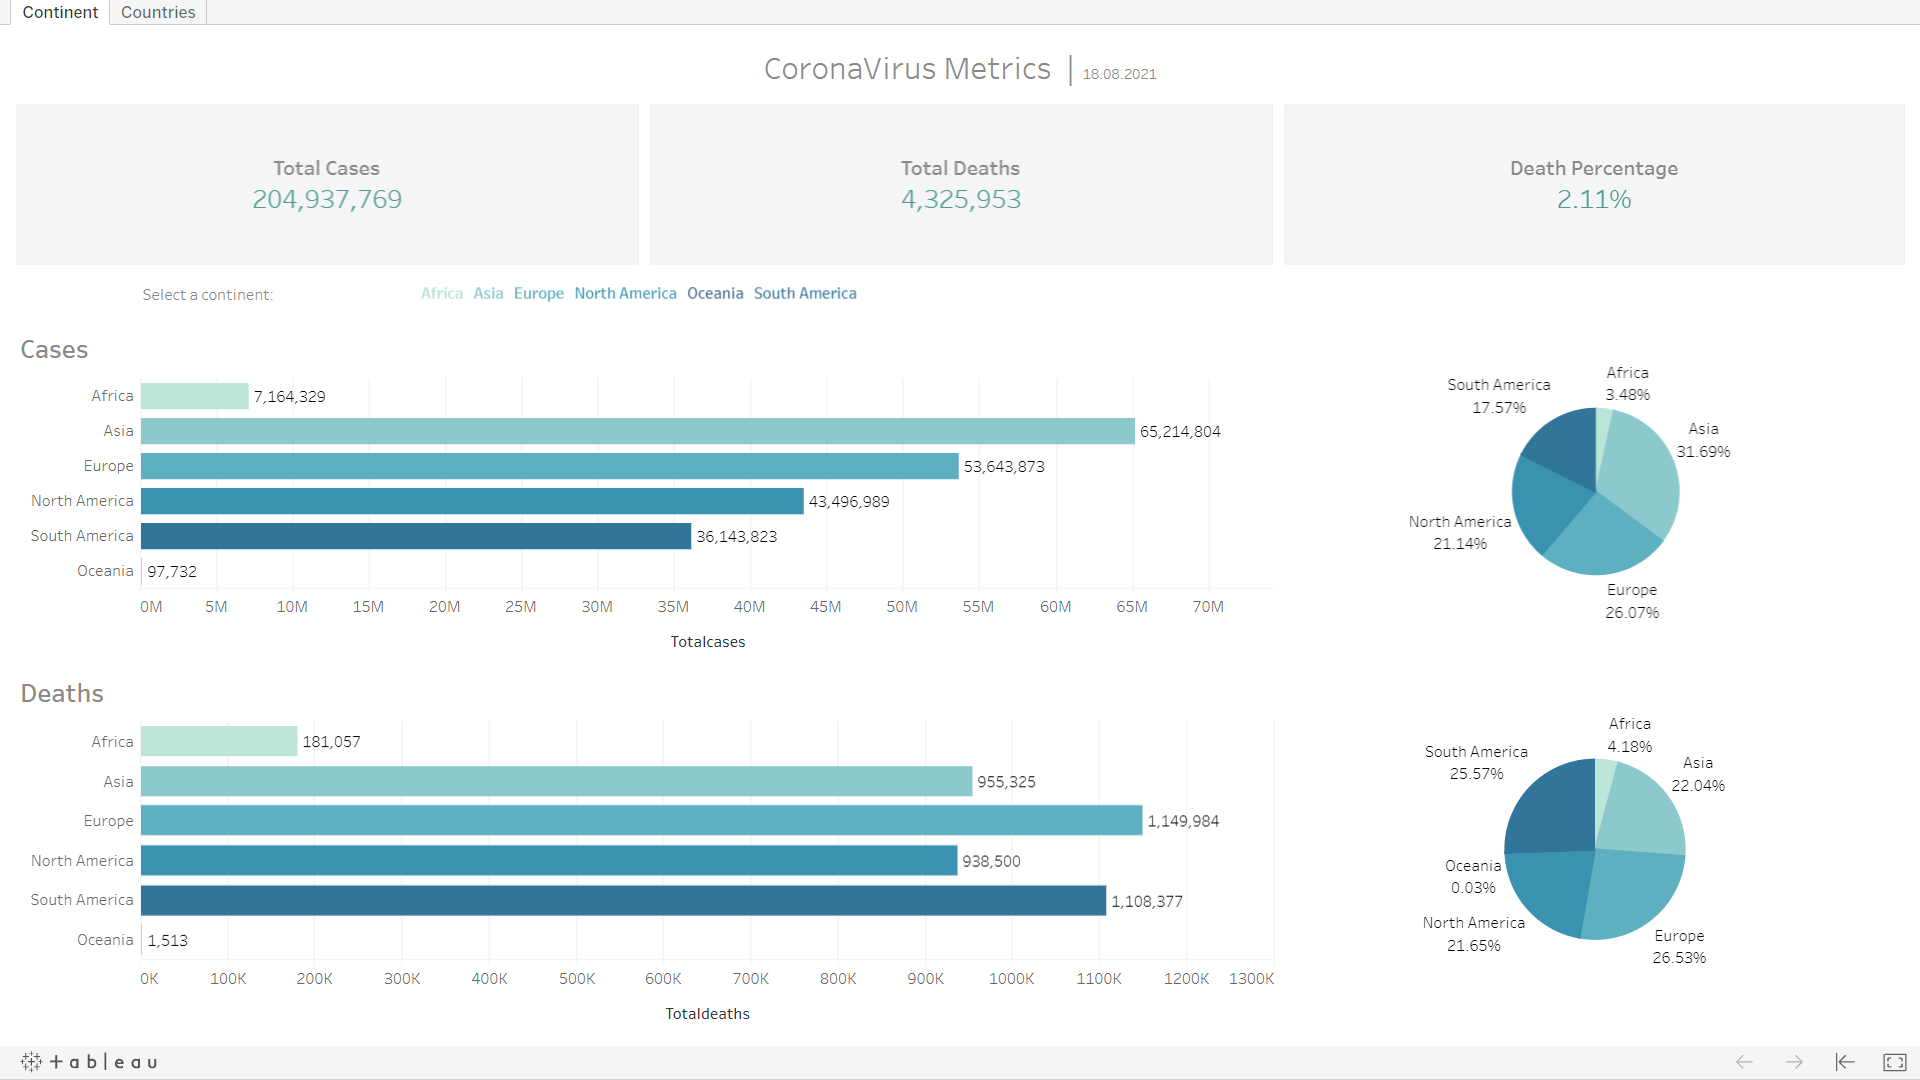 Continent Countries
CoronaVirus Metrics | 18.08.2021
Total Cases
204,937,769
Total Deaths
4,325,953
Death Percentage
2.11%
Select a continent:
Africa Asia Europe North America Oceania South America
Cases
Africa 7,164,329
Asia 65,214,804
Europe 53,643,873
North America 43,496,989
South America 36,143,823
Oceania 97,732
0M 5M 10M 15M 20M 25M 30M 35M 40M 45M 50M 55M 60M 65M 70M
Totalcases
Africa
3.48%
South America
17.57%
Asia
31.69%
North America
21.14%
Europe
26.07%
Deaths
Africa 181,057
Asia 955,325
Europe 1,149,984
North America 938,500
South America 1,108,377
Oceania 1,513
0K 100K 200K 300K 400K 500K 600K 700K 800K 900K 1000K 1100K 1200K 1300K
Totaldeaths
Africa
4.18%
South America
25.57%
Asia
22.04%
Oceania
0.03%
North America
21.65%
Europe
26.53%
+ableau